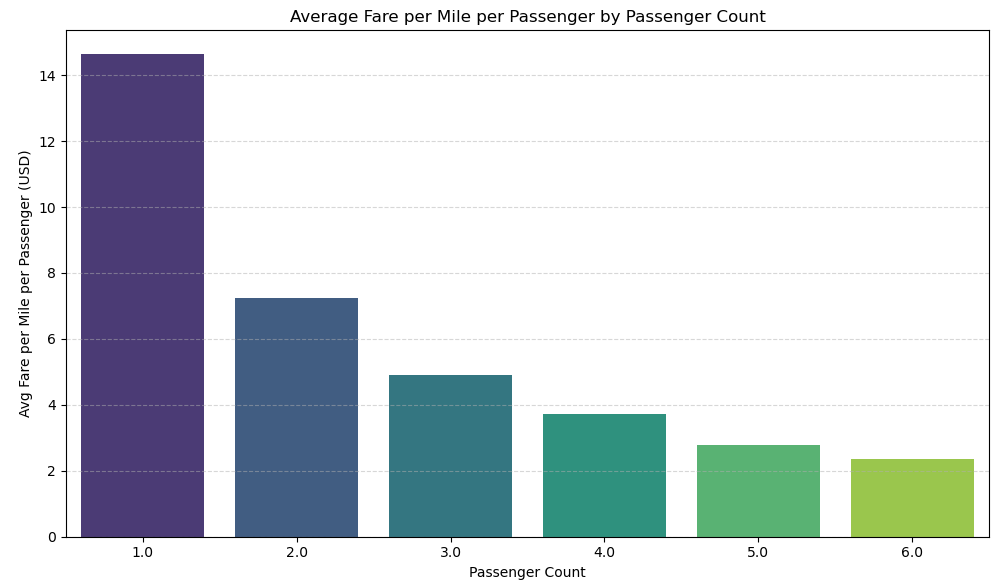 Average Fare per Mile per Passenger by Passenger Count
Avg Fare per Mile per Passenger (USD)
14
12
10
8
6
4
2
0
1.0 2.0 3.0 4.0 5.0 6.0
Passenger Count